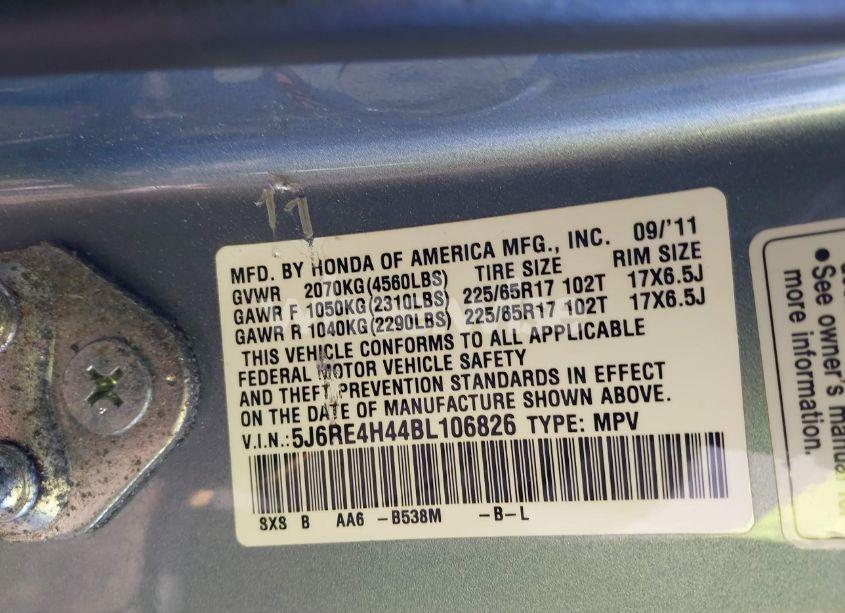 11
MFD. BY HONDA OF AMERICA MFG., INC. 09/'11
GVWR 2070KG(4560LBS) TIRE SIZE RIM SIZE
GAWR F 1050KG(2310LBS) 225/65R17 102T 17X6.5J
GAWR R 1040KG(2290LBS) 225/65R17 102T 17X6.5J
THIS VEHICLE CONFORMS TO ALL APPLICABLE
FEDERAL MOTOR VEHICLE SAFETY
AND THEFT PREVENTION STANDARDS IN EFFECT
ON THE DATE OF MANUFACTURE SHOWN ABOVE.
V.I.N.:5J6RE4H44BL106826 TYPE: MPV
SXS B AA6 -B538M -B-L
●See owner's manual
more information.